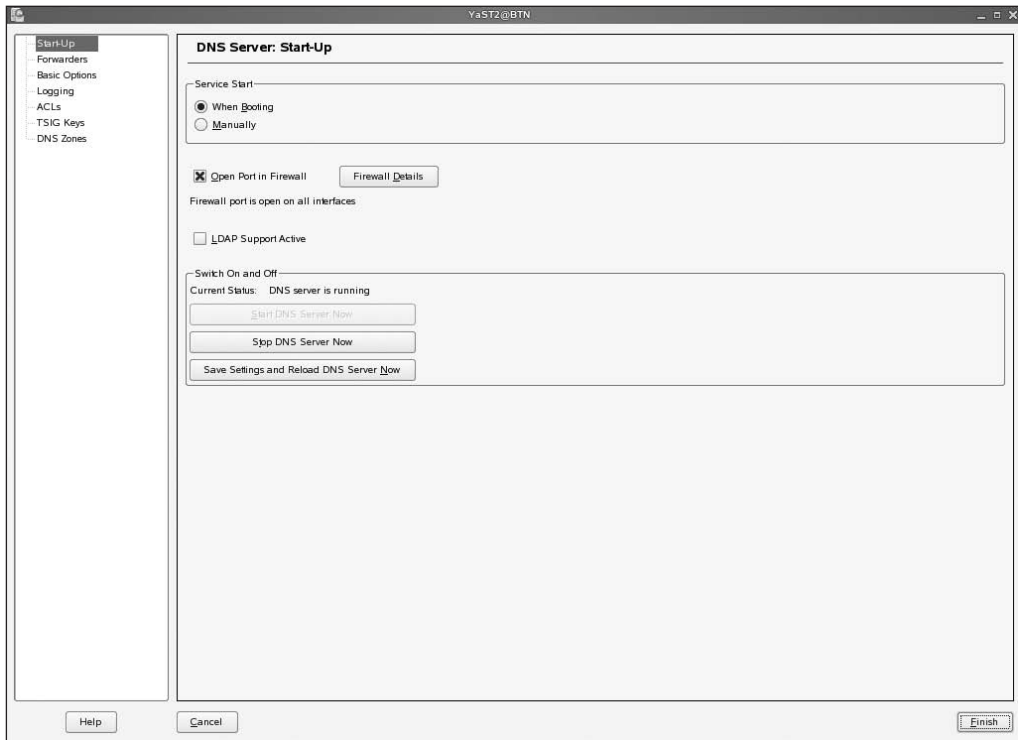 YaST2@BTN
Start-Up
Forwarders
Basic Options
Logging
ACLs
TSIG Keys
DNS Zones
DNS Server: Start-Up
Service Start
When Booting
Manually
Open Port in Firewall
Firewall Details
Firewall port is open on all interfaces
LDAP Support Active
Switch On and Off
Current Status: DNS server is running
Start DNS Server Now
Stop DNS Server Now
Save Settings and Reload DNS Server Now
Help
Cancel
Finish